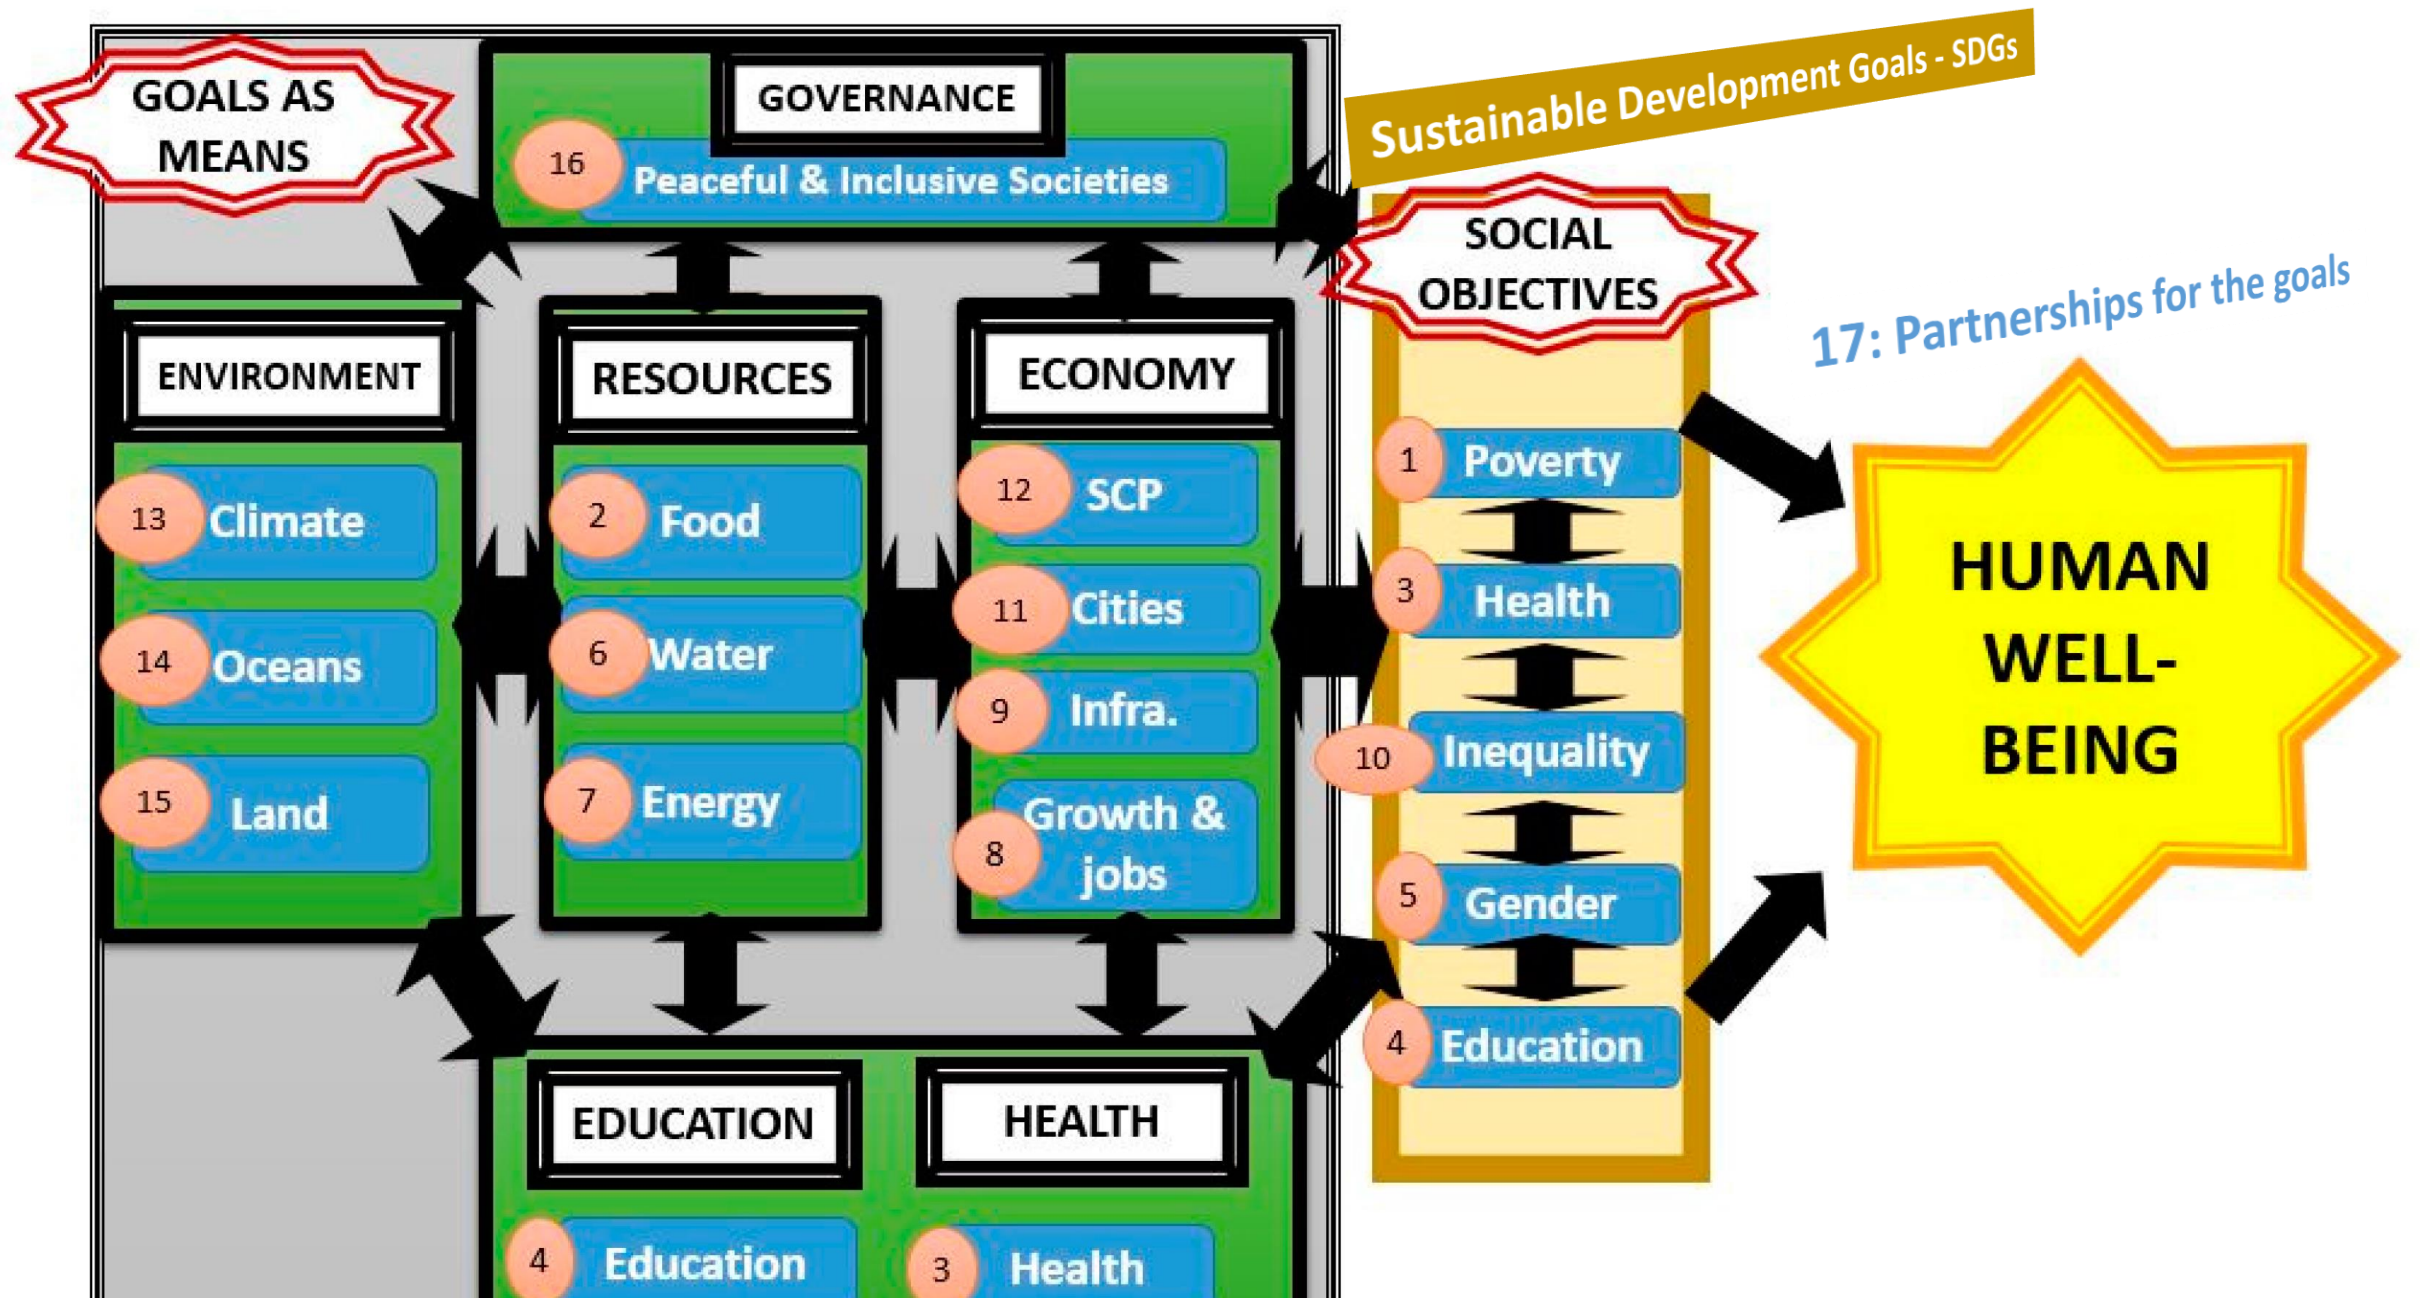 GOALS AS
MEANS
GOVERNANCE
16
Peaceful & Inclusive Societies
Sustainable Development Goals - SDGs
SOCIAL
OBJECTIVES
17: Partnerships for the goals
ENVIRONMENT
13
Climate
14
Oceans
15
Land
RESOURCES
2
Food
6
Water
7
Energy
ECONOMY
12
SCP
11
Cities
9
Infra.
8
Growth &
jobs
1
Poverty
3
Health
10
Inequality
5
Gender
4
Education
HUMAN
WELL-
BEING
EDUCATION
4
Education
HEALTH
3
Health